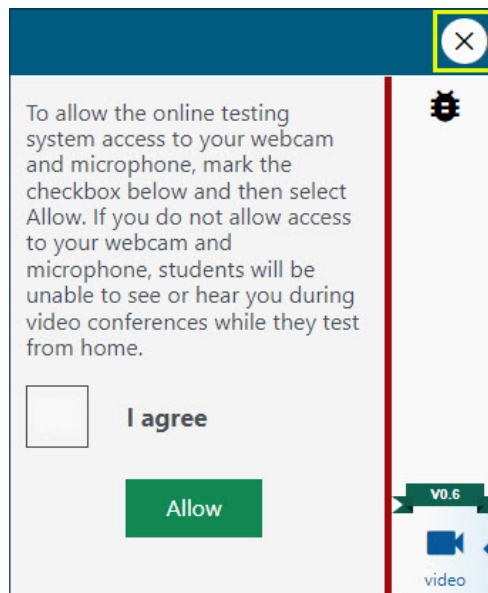 To allow the online testing
system access to your webcam
and microphone, mark the
checkbox below and then select
Allow. If you do not allow access
to your webcam and
microphone, students will be
unable to see or hear you during
video conferences while they test
from home.
I agree
Allow
V0.6
video